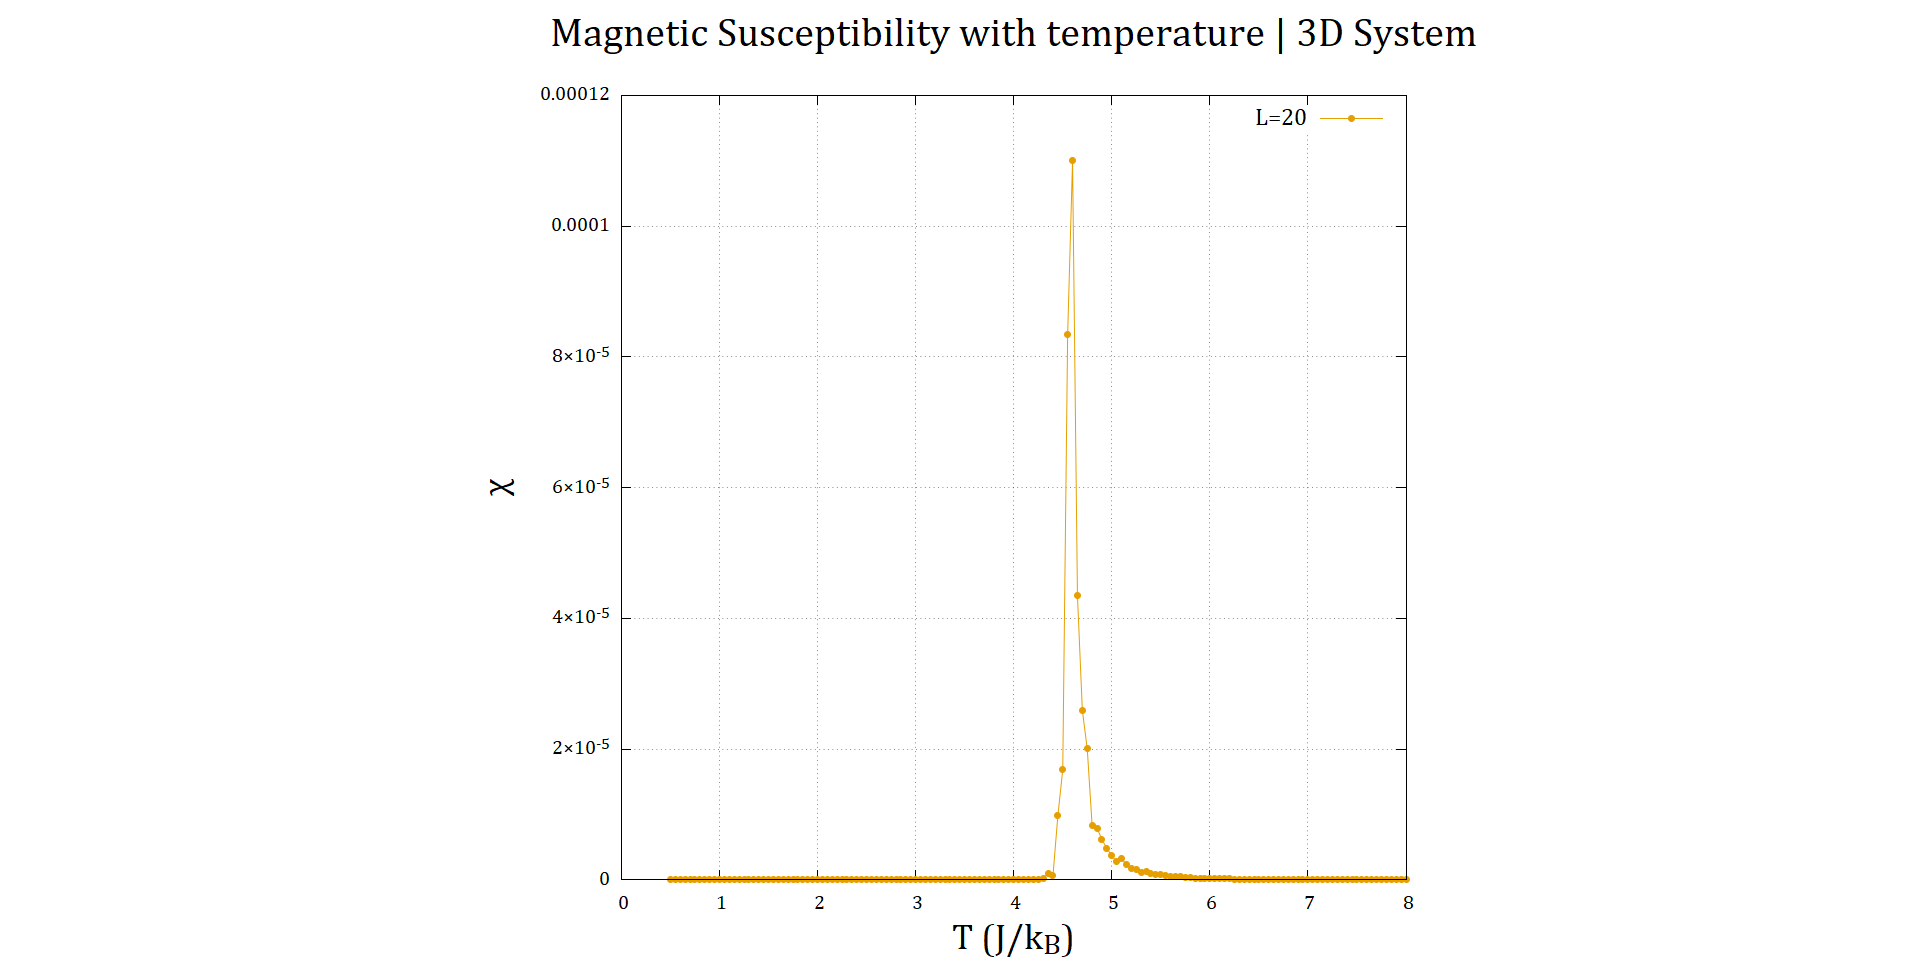 Magnetic Susceptibility with temperature | 3D System
0.00012
L=20
0.0001
8×10⁻⁵
χ
6×10⁻⁵
4×10⁻⁵
2×10⁻⁵
0
0 1 2 3 4 5 6 7 8
T (J/k_B)